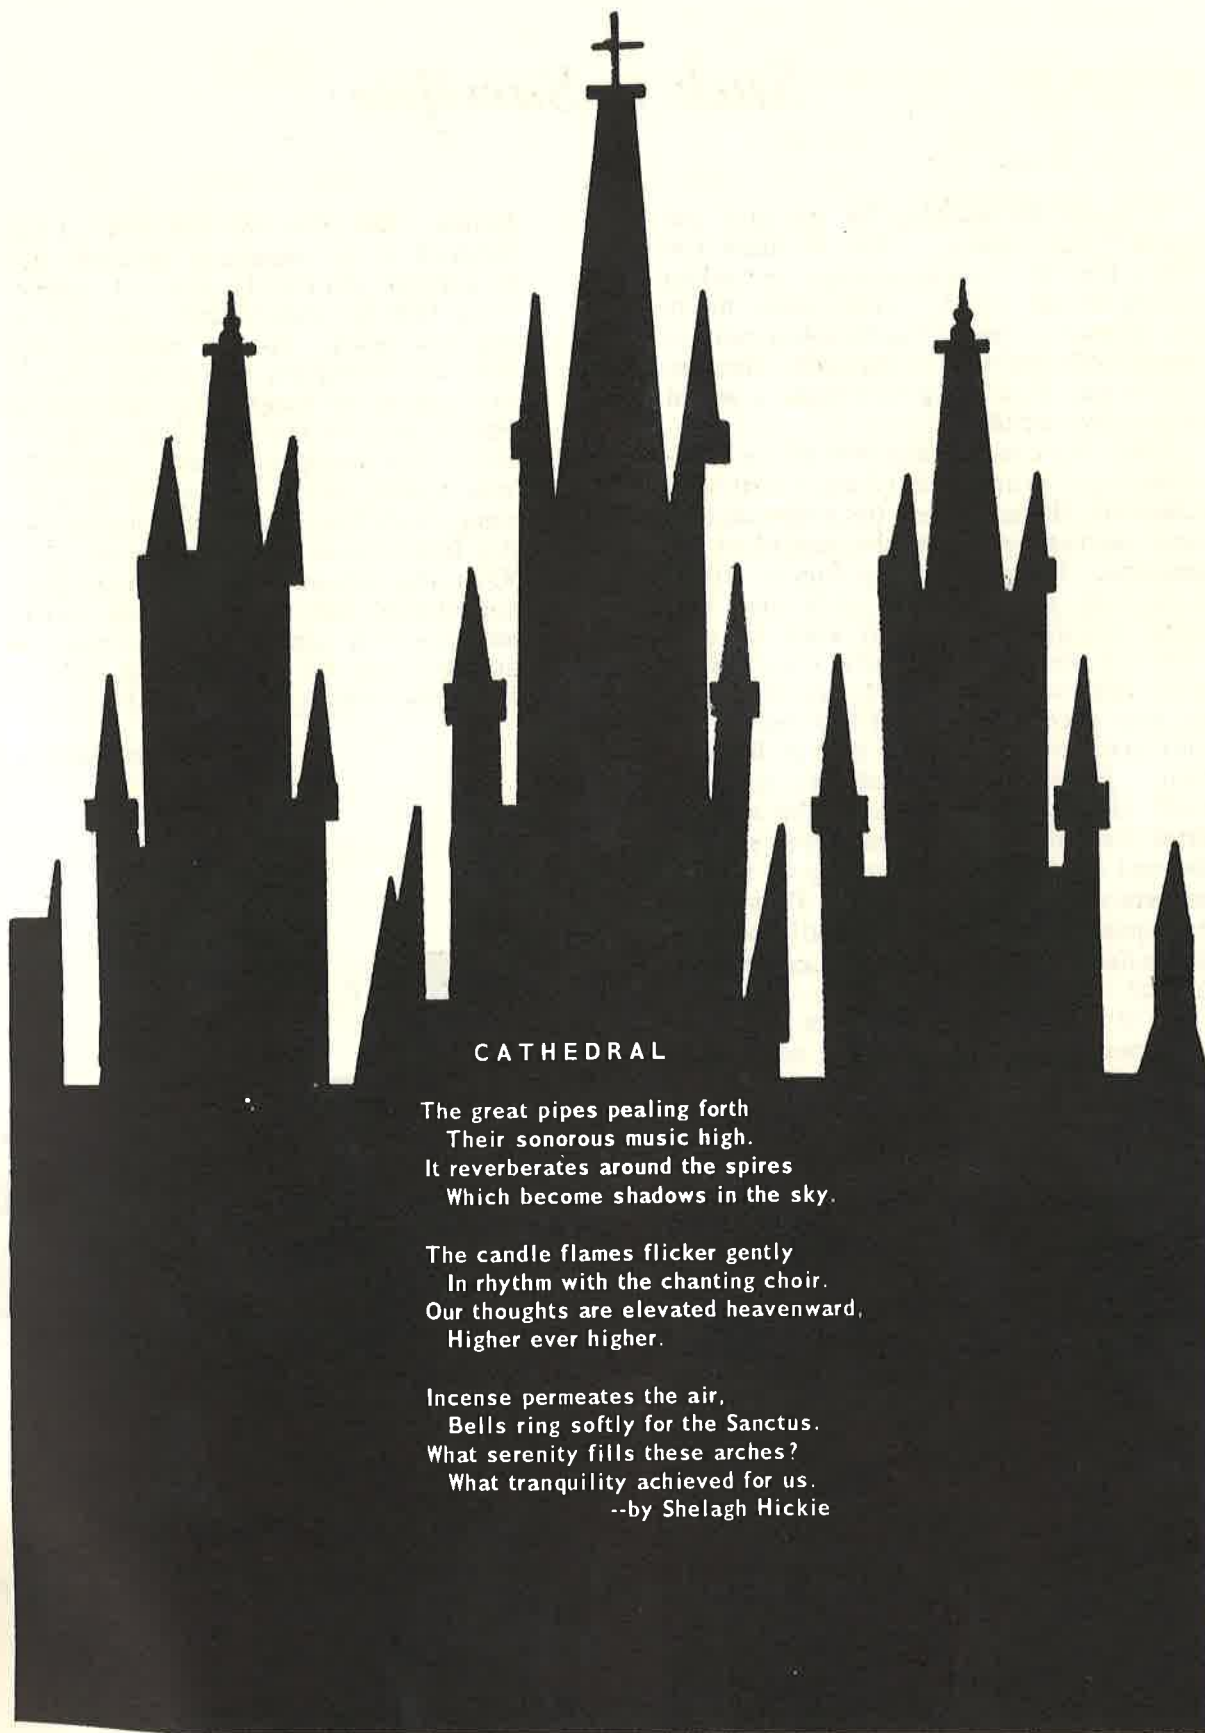 CATHEDRAL
The great pipes pealing forth
Their sonorous music high.
It reverberates around the spires
Which become shadows in the sky.
The candle flames flicker gently
In rhythm with the chanting choir.
Our thoughts are elevated heavenward,
Higher ever higher.
Incense permeates the air,
Bells ring softly for the Sanctus.
What serenity fills these arches?
What tranquility achieved for us.
--by Shelagh Hickie